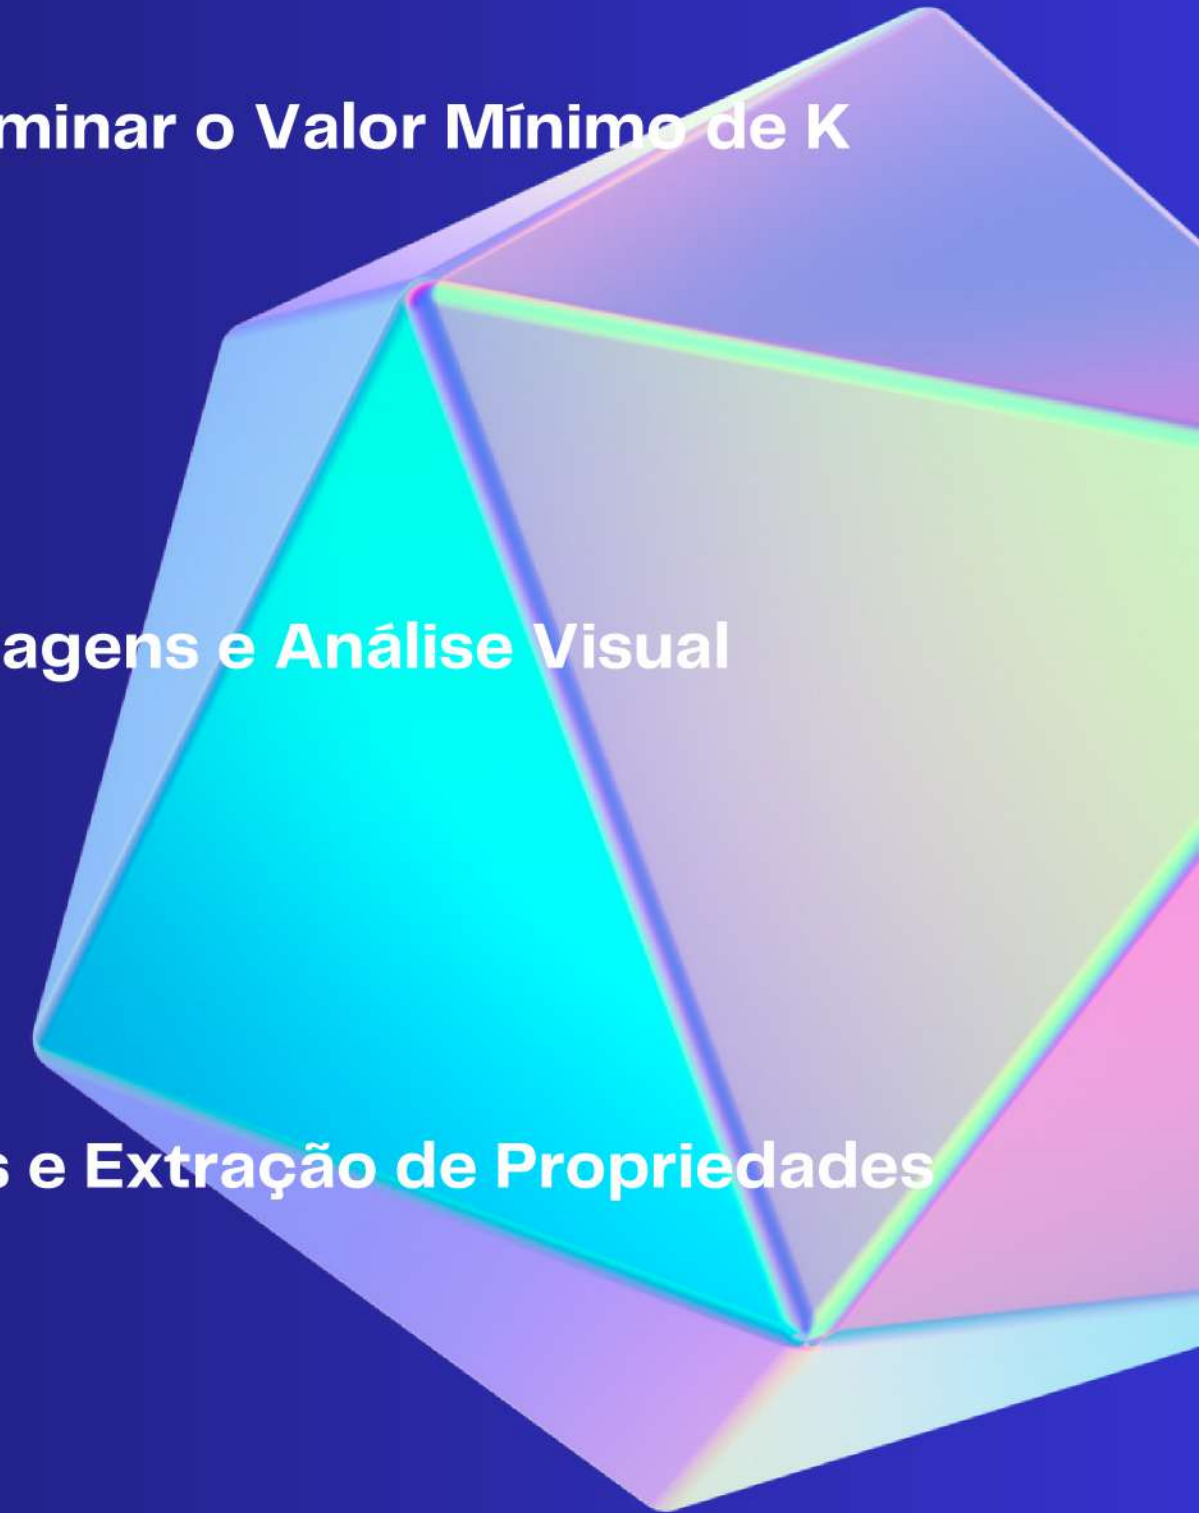 minar o Valor Mínimo de K
agens e Análise Visual
s e Extração de Propriedades